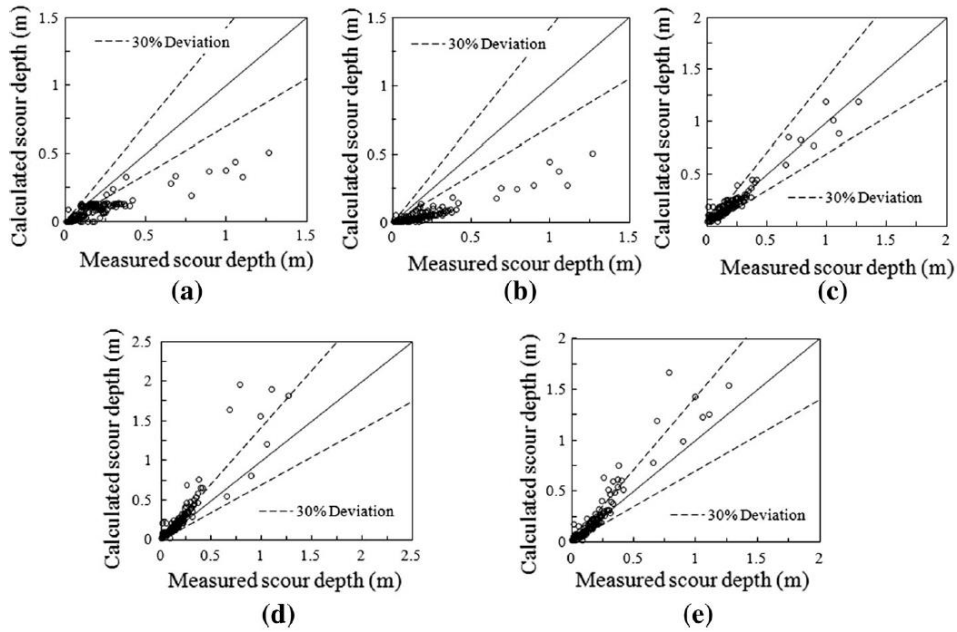 1.5
1
0.5
0
0 0.5 1 1.5
30% Deviation
Calculated scour depth (m)
Measured scour depth (m)
(a)
1.5
1
0.5
0
0 0.5 1 1.5
30% Deviation
Calculated scour depth (m)
Measured scour depth (m)
(b)
2
1.5
1
0.5
0
0 0.5 1 1.5 2
30% Deviation
Calculated scour depth (m)
Measured scour depth (m)
(c)
2.5
2
1.5
1
0.5
0
0 0.5 1 1.5 2 2.5
30% Deviation
Calculated scour depth (m)
Measured scour depth (m)
(d)
2
1.5
1
0.5
0
0 0.5 1 1.5 2
30% Deviation
Calculated scour depth (m)
Measured scour depth (m)
(e)